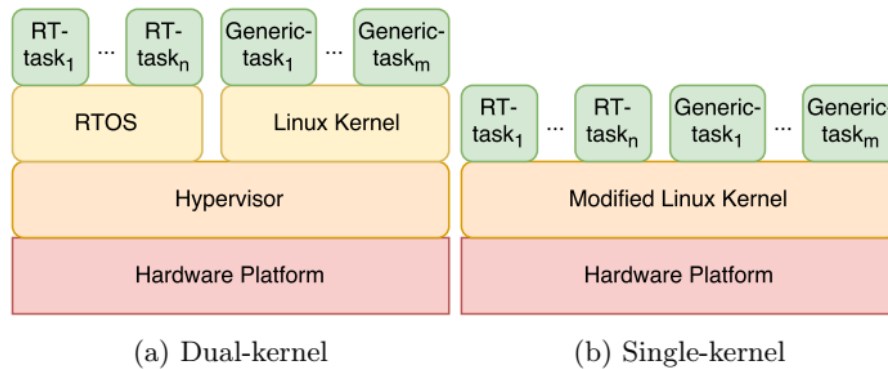 RT-
task1
...
RT-
taskn
Generic-
task1
...
Generic-
taskm
RTOS
Linux Kernel
Hypervisor
Hardware Platform
(a) Dual-kernel
RT-
task1
...
RT-
taskn
Generic-
task1
...
Generic-
taskm
Modified Linux Kernel
Hardware Platform
(b) Single-kernel